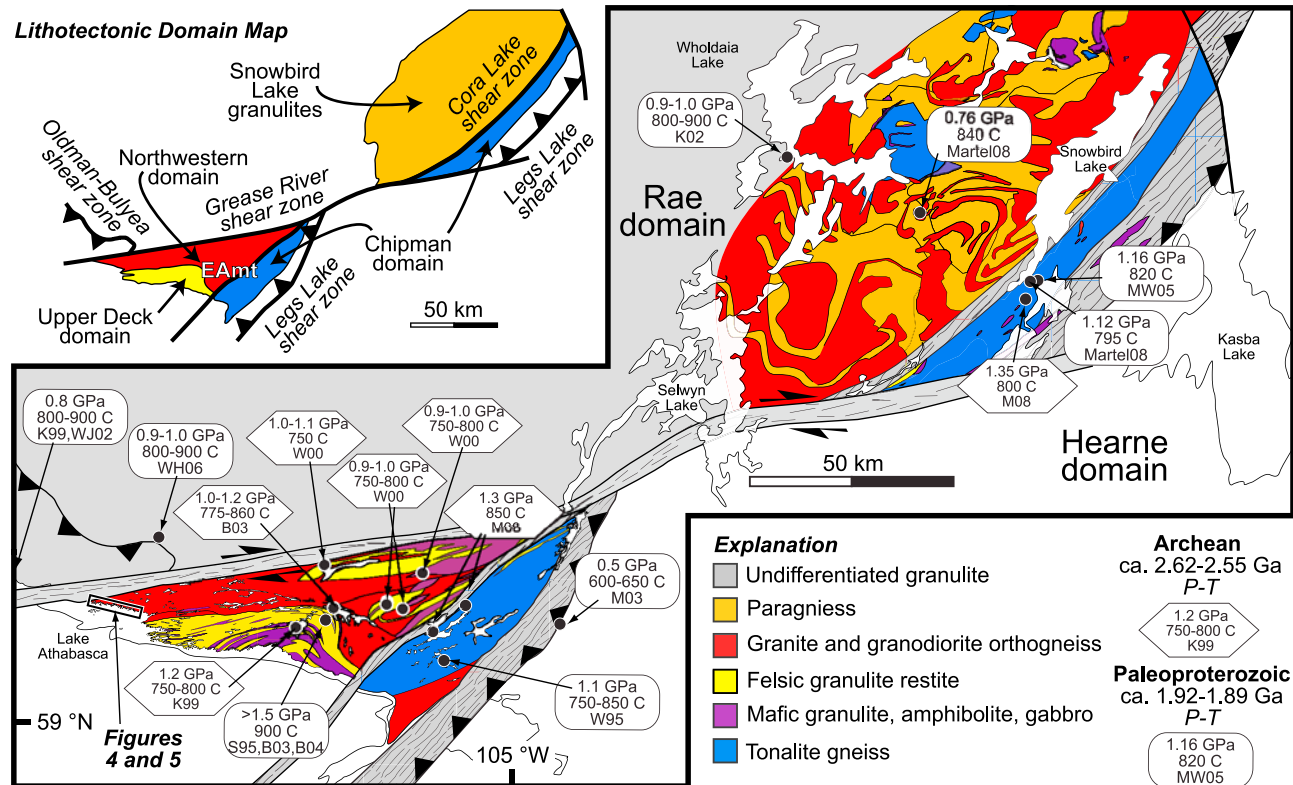 Lithotectonic Domain Map
Snowbird
Lake
granulites
Cora Lake
shear zone
Oldman-Bulyea
shear zone
Northwestern
domain
Grease River
shear zone
Legs Lake
shear zone
EAmt
Chipman
domain
Upper Deck
domain
Legs Lake
shear zone
50 km
Wholdaia
Lake
0.9-1.0 GPa
800-900 C
K02
0.76 GPa
840 C
Martel08
Snowbird
Lake
Rae
domain
1.16 GPa
820 C
MW05
1.12 GPa
795 C
Martel08
1.35 GPa
800 C
M08
Kasba
Lake
Selwyn
Lake
50 km
Hearne
domain
0.8 GPa
800-900 C
K99,WJ02
0.9-1.0 GPa
800-900 C
WH06
1.0-1.1 GPa
750 C
W00
0.9-1.0 GPa
750-800 C
W00
0.9-1.0 GPa
750-800 C
W00
1.0-1.2 GPa
775-860 C
B03
1.3 GPa
850 C
M08
0.5 GPa
600-650 C
M03
Lake
Athabasca
1.2 GPa
750-800 C
K99
>1.5 GPa
900 C
S95,B03,B04
1.1 GPa
750-850 C
W95
59 °N
Figures
4 and 5
105 °W
Explanation
Undifferentiated granulite
Paragniess
Granite and granodiorite orthogneiss
Felsic granulite restite
Mafic granulite, amphibolite, gabbro
Tonalite gneiss
Archean
ca. 2.62-2.55 Ga
P-T
1.2 GPa
750-800 C
K99
Paleoproterozoic
ca. 1.92-1.89 Ga
P-T
1.16 GPa
820 C
MW05